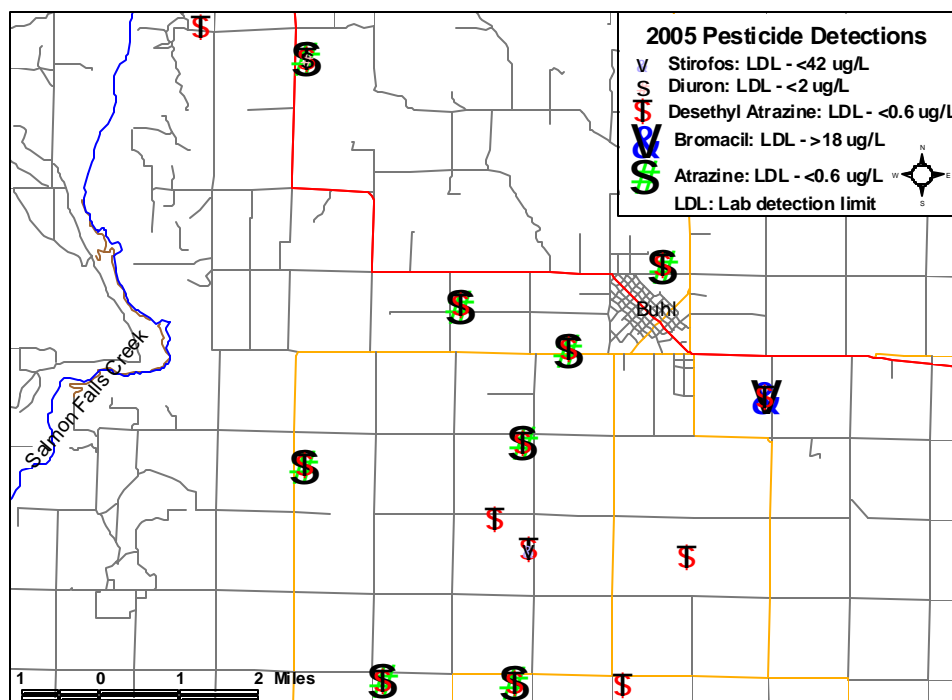 2005 Pesticide Detections
V Stirofos: LDL - <42 ug/L
S Diuron: LDL - <2 ug/L
Desethyl Atrazine: LDL - <0.6 ug/L
Bromacil: LDL - >18 ug/L
Atrazine: LDL - <0.6 ug/L
LDL: Lab detection limit
N
W E
S
Buhl
Salmon Falls Creek
1 0 1 2 Miles